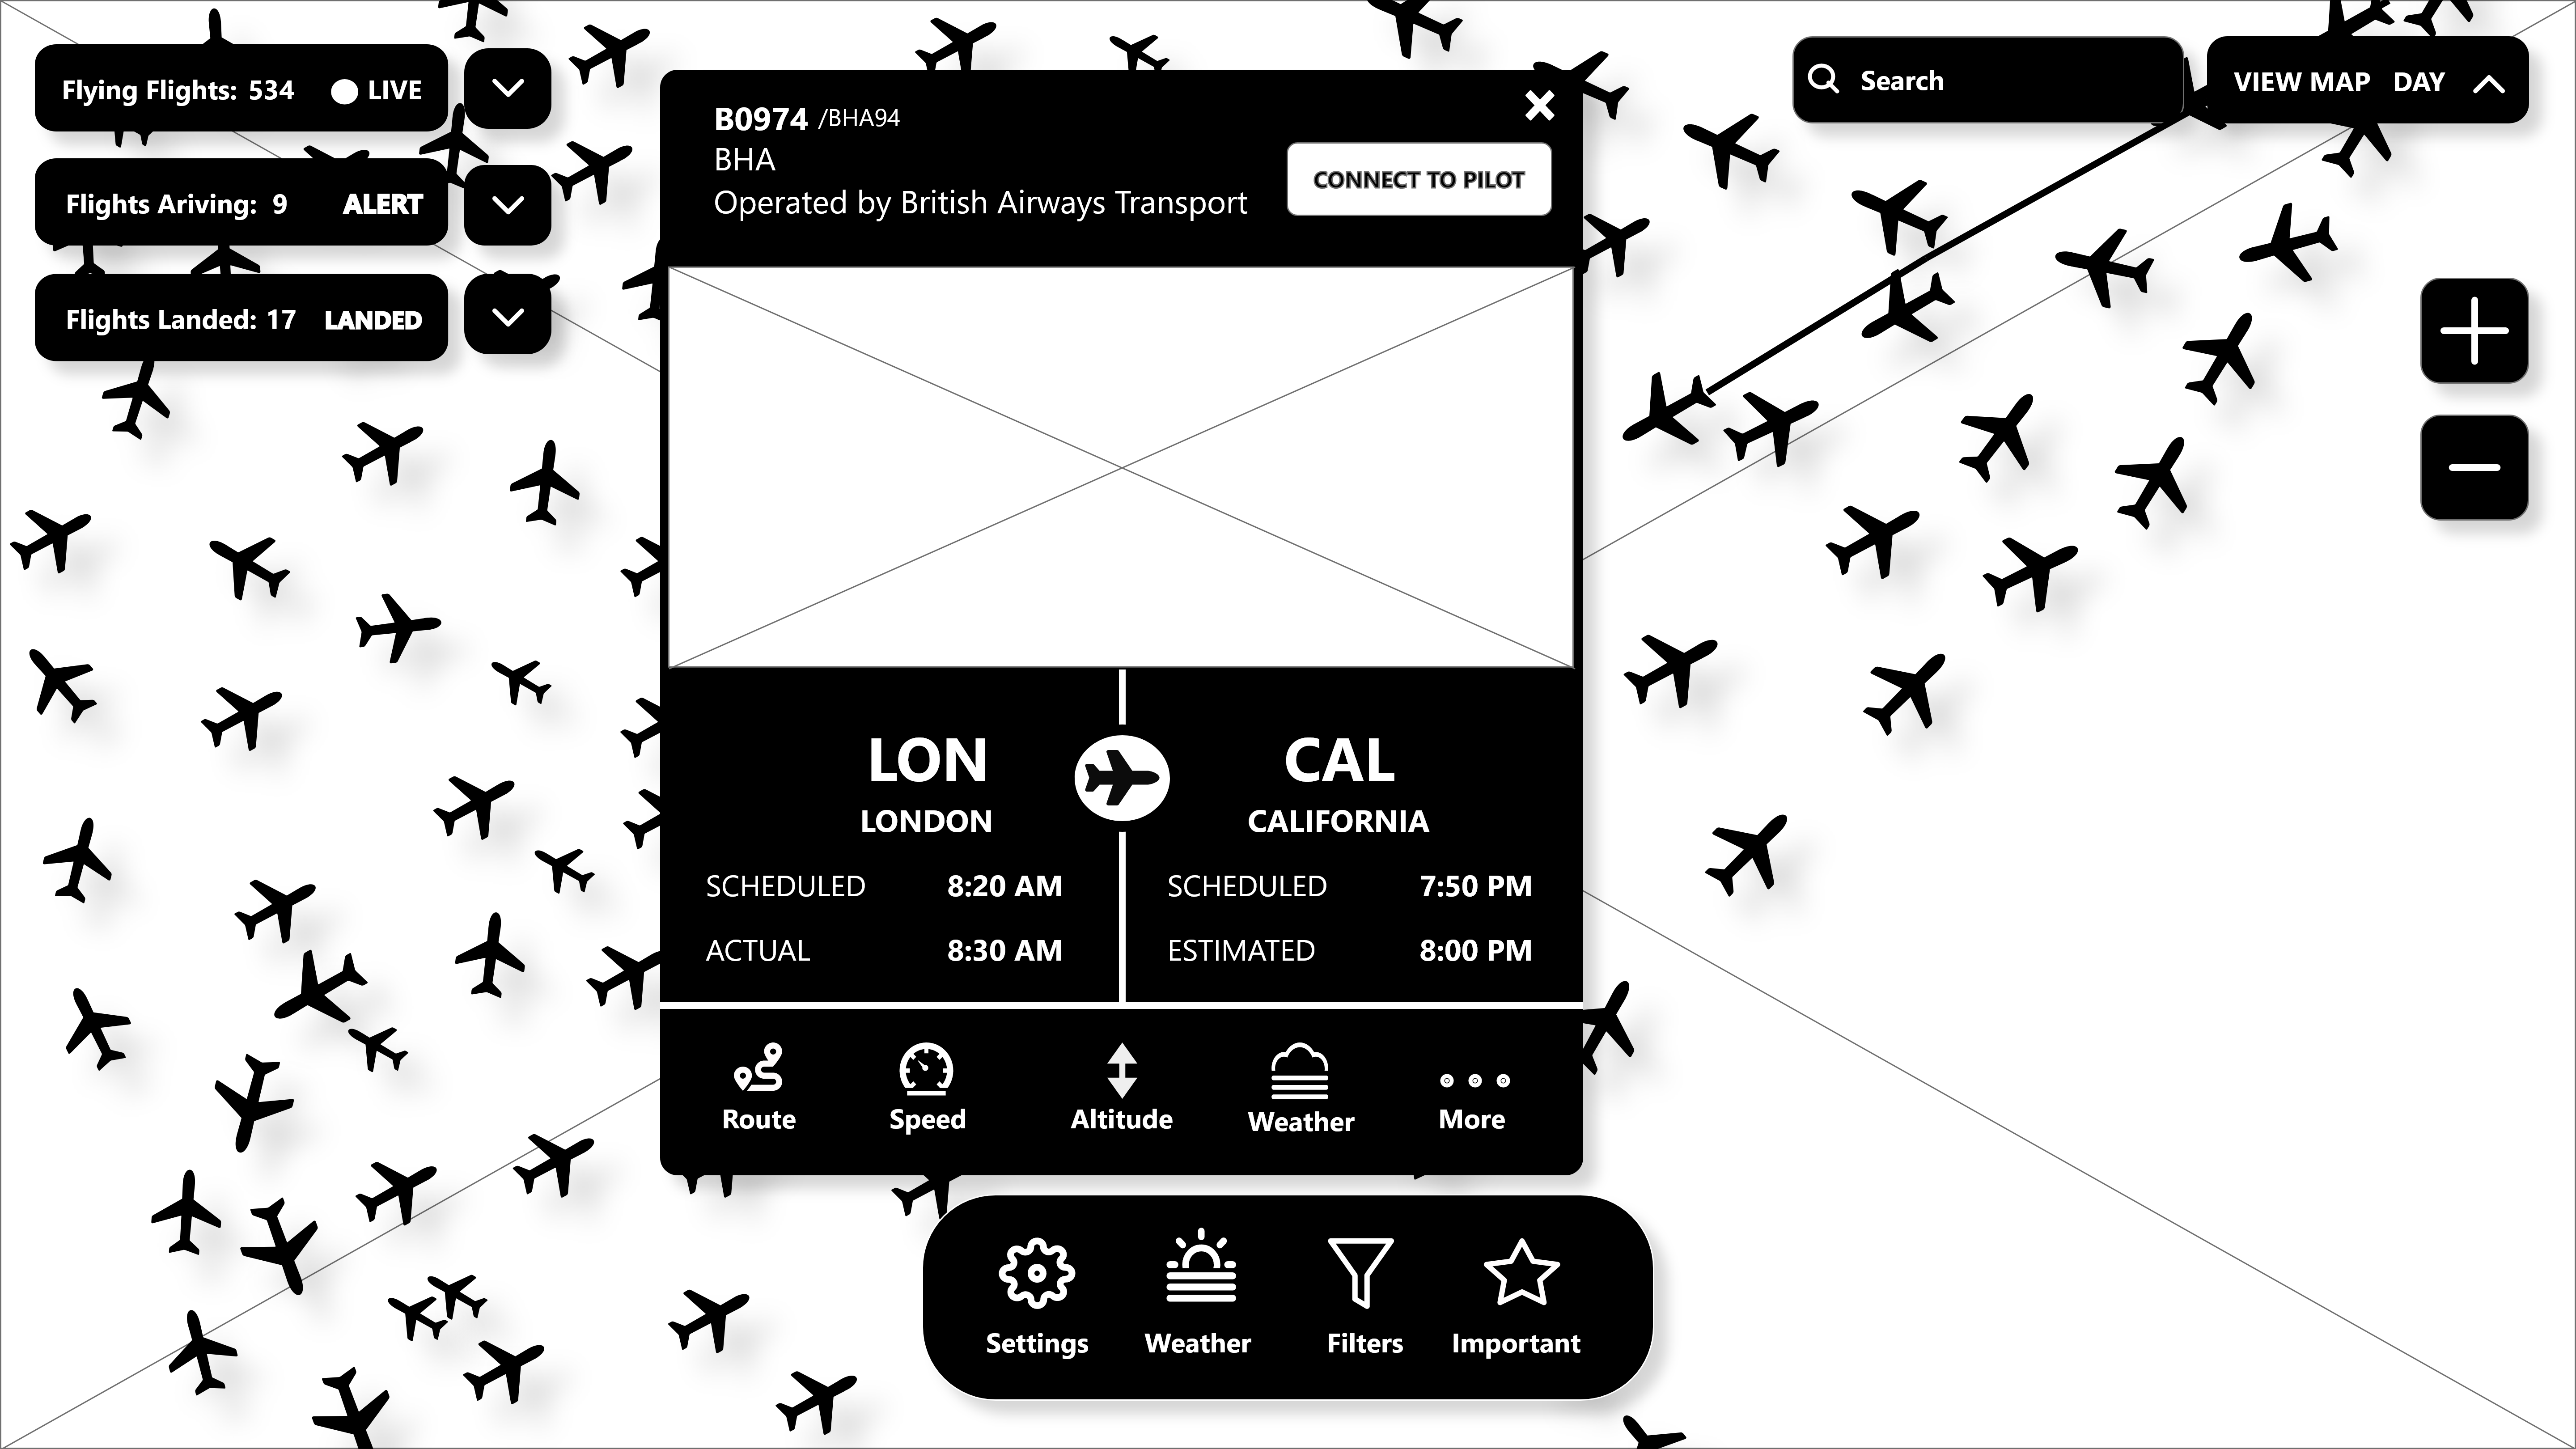 Flying Flights: 534 LIVE
Flights Ariving: 9 ALERT
Flights Landed: 17 LANDED
Search
VIEW MAP DAY
B0974 /BHA94
BHA
Operated by British Airways Transport
CONNECT TO PILOT
LON
LONDON
SCHEDULED 8:20 AM
ACTUAL 8:30 AM
CAL
CALIFORNIA
SCHEDULED 7:50 PM
ESTIMATED 8:00 PM
Route Speed Altitude Weather More
Settings Weather Filters Important